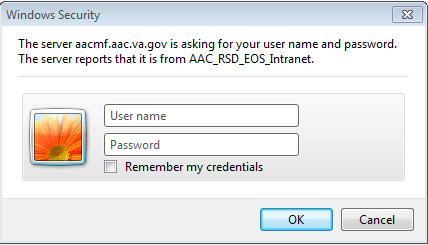 Windows Security
The server aacmf.aac.va.gov is asking for your user name and password.
The server reports that it is from AAC_RSD_EOS_Intranet.
User name
Password
Remember my credentials
OK
Cancel